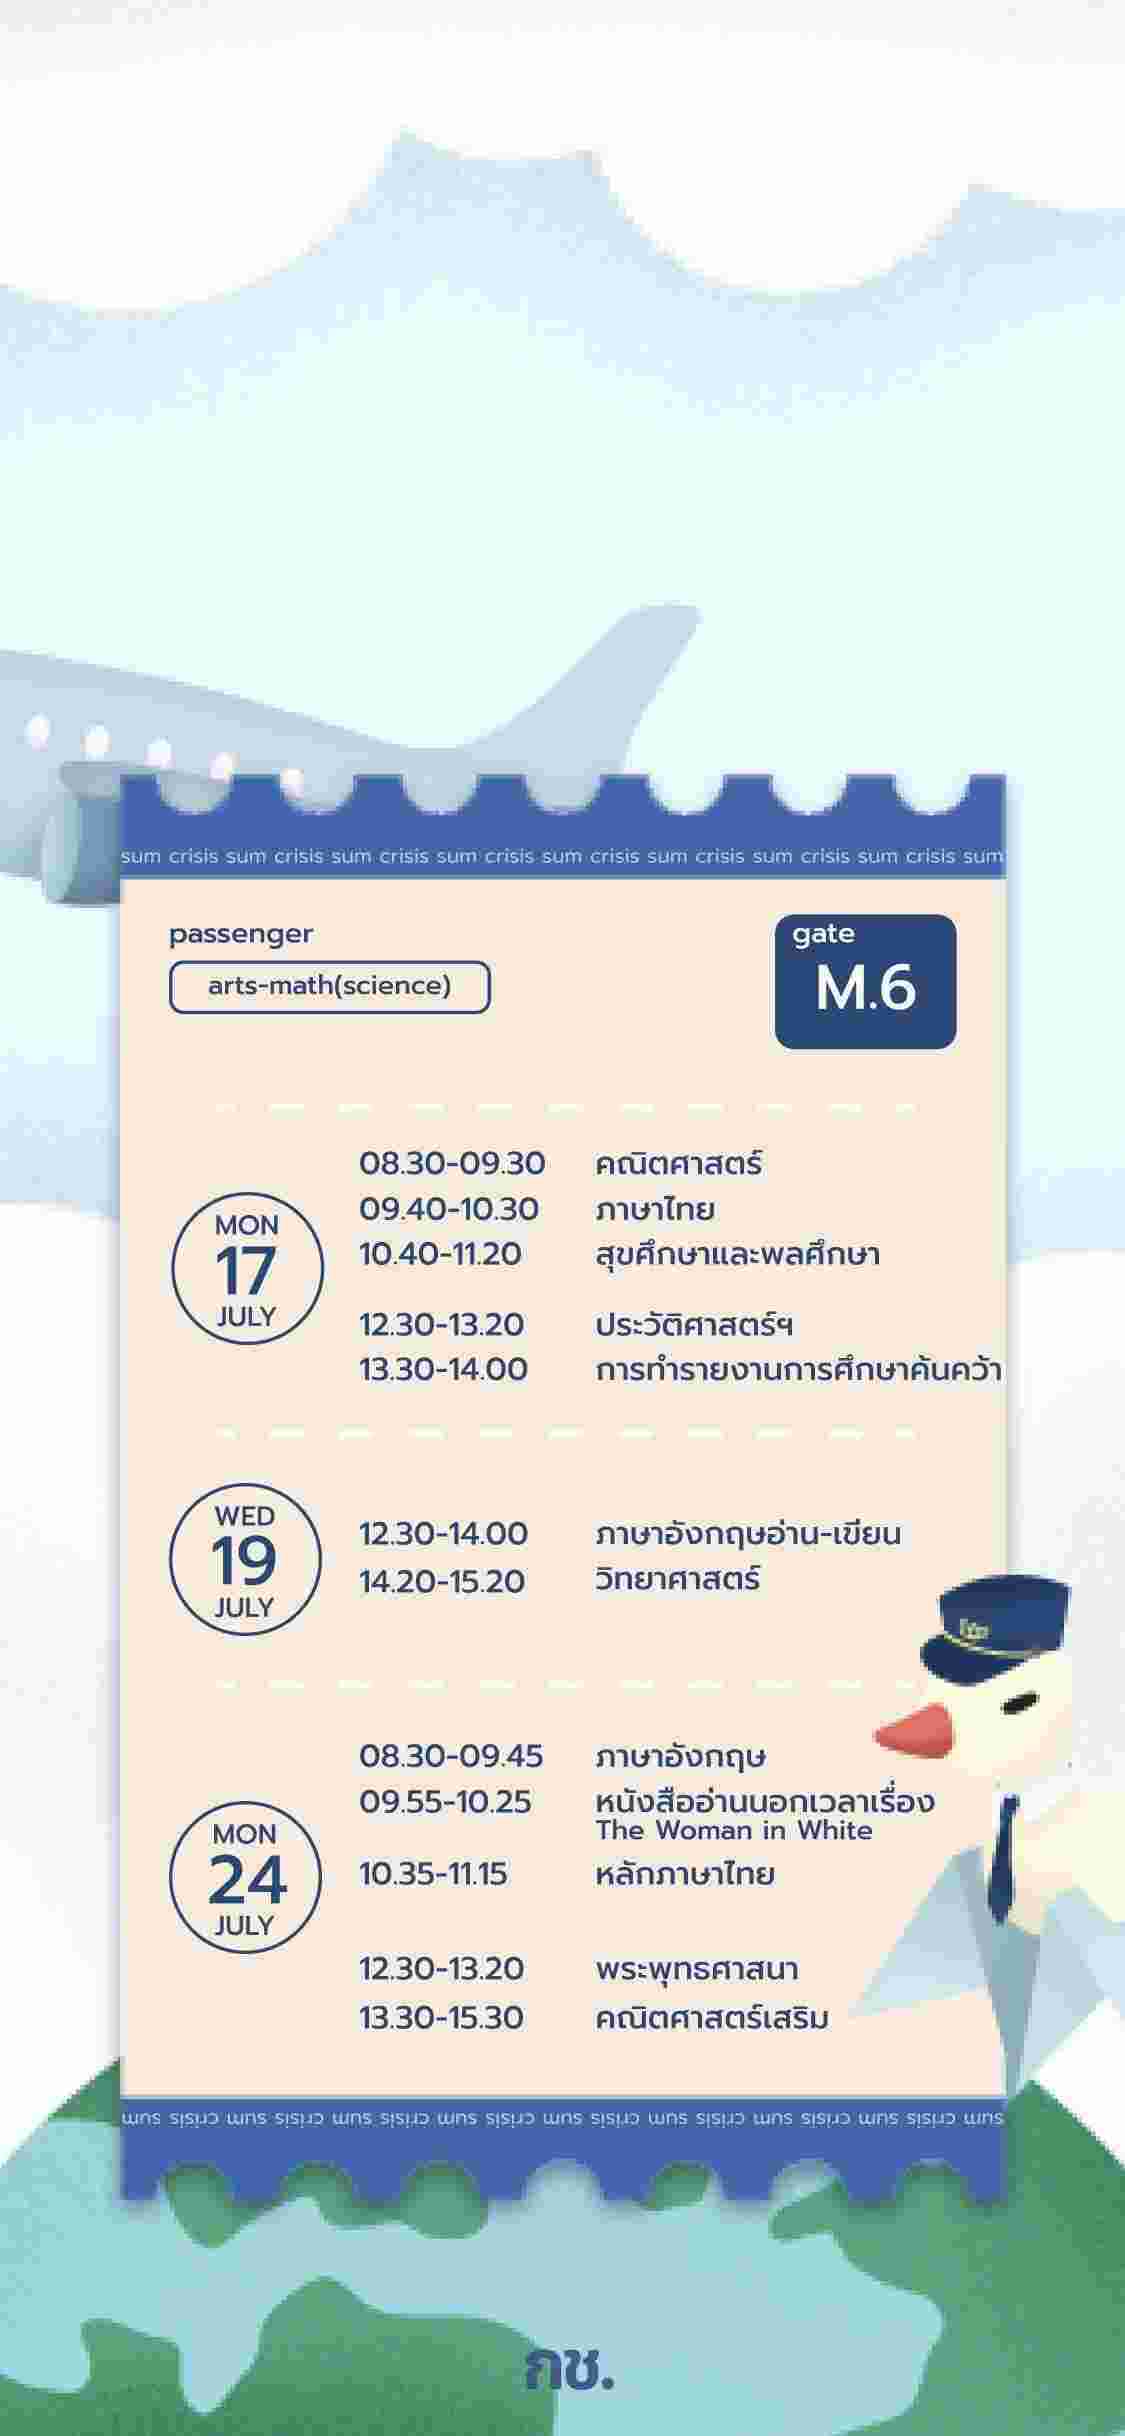 sum crisis sum crisis sum crisis sum crisis sum crisis sum crisis sum crisis sum crisis sum
passenger
arts-math(science)
gate
M.6
MON
17
JULY
08.30-09.30 คณิตศาสตร์
09.40-10.30 ภาษาไทย
10.40-11.20 สุขศึกษาและพลศึกษา
12.30-13.20 ประวัติศาสตร์ฯ
13.30-14.00 การทำรายงานการศึกษาค้นคว้า
WED
19
JULY
12.30-14.00 ภาษาอังกฤษอ่าน-เขียน
14.20-15.20 วิทยาศาสตร์
MON
24
JULY
08.30-09.45 ภาษาอังกฤษ
09.55-10.25 หนังสืออ่านนอกเวลาเรื่อง
The Woman in White
10.35-11.15 หลักภาษาไทย
12.30-13.20 พระพุทธศาสนา
13.30-15.30 คณิตศาสตร์เสริม
sum crisis sum crisis sum crisis sum crisis sum crisis sum crisis sum crisis sum crisis sum
กช.